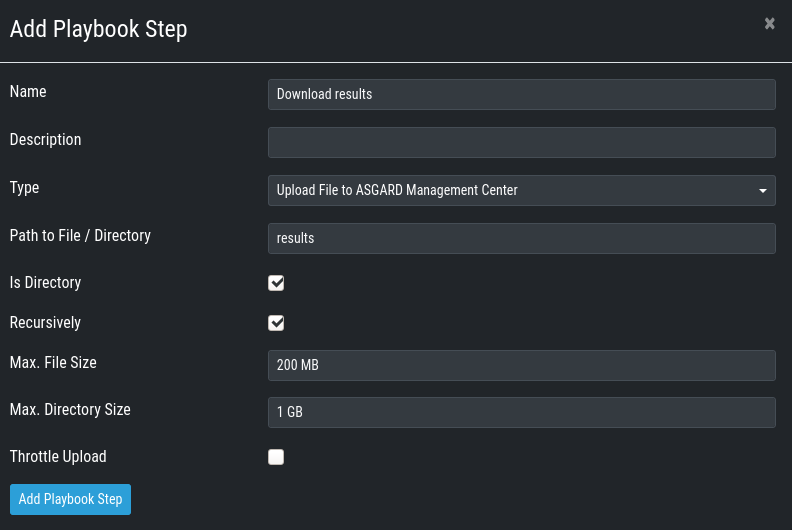 Add Playbook Step
Name
Download results
Description
Type
Upload File to ASGARD Management Center
Path to File / Directory
results
Is Directory
Recursively
Max. File Size
200 MB
Max. Directory Size
1 GB
Throttle Upload
Add Playbook Step